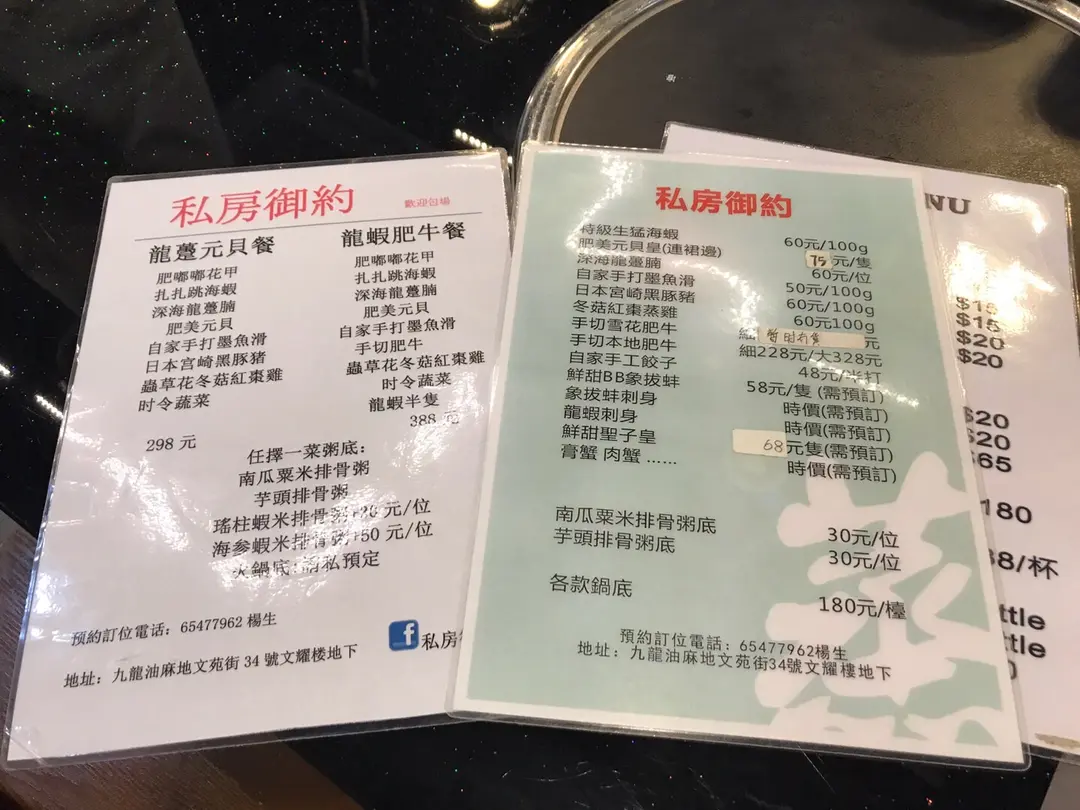 私房御約
歡迎包場
龍躉元貝餐
肥嘟嘟花甲
扎扎跳海蝦
深海龍躉腩
肥美元貝
自家手打墨魚滑
日本宮崎黑豚豬
蟲草花冬菇紅棗雞
时令蔬菜
298 元
龍蝦肥牛餐
肥嘟嘟花甲
扎扎跳海蝦
深海龍躉腩
肥美元貝
自家手打墨魚滑
手切肥牛
蟲草花冬菇紅棗雞
时令蔬菜
龍蝦半隻
388 元
任擇一菜粥底:
南瓜粟米排骨粥
芋頭排骨粥
瑤柱蝦米排骨粥+20 元/位
海参蝦米排骨粥+50 元/位
火鍋底:請私預定
预約訂位電话: 65477962 楊生
f 私房
地址: 九龍油麻地文苑街 34 號文耀楼地下
私房御約
特級生猛海蝦 60元/100g
肥美元貝皇(連裙邊) 75元/隻
深海龍躉腩 60元/位
自家手打墨魚滑 50元/100g
日本宮崎黑豚豬 60元/100g
冬菇紅棗蒸雞 60元100g
手切雪花肥牛 元
手切本地肥牛 細228元/大328元
自家手工餃子 48元/半打
鮮甜BB象拔蚌 58元/隻 (需預訂)
象拔蚌刺身 時價(需預訂)
龍蝦刺身 時價(需預訂)
鮮甜聖子皇 68元隻(需預訂)
膏蟹 肉蟹 ...... 時價(需預訂)
南瓜粟米排骨粥底 30元/位
芋頭排骨粥底 30元/位
各款鍋底 180元/檯
預約訂位電話: 65477962楊生
地址: 九龍油麻地文苑街34號文耀樓地下
NU
$15
$15
$20
$20
$20
$20
$65
180
38/杯
ttle
ttle